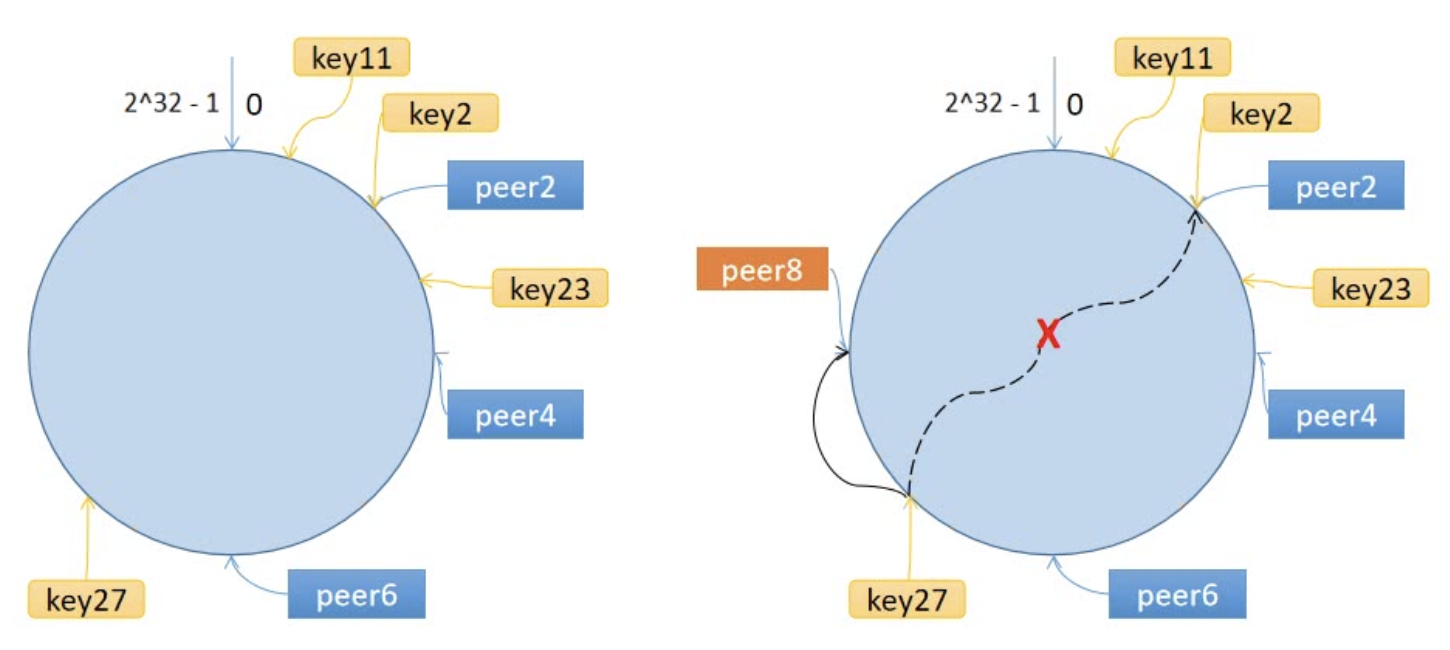 key11
2^32 - 1
0
key2
peer2
key23
peer4
key27
peer6
key11
2^32 - 1
0
key2
peer2
peer8
X
key23
peer4
key27
peer6